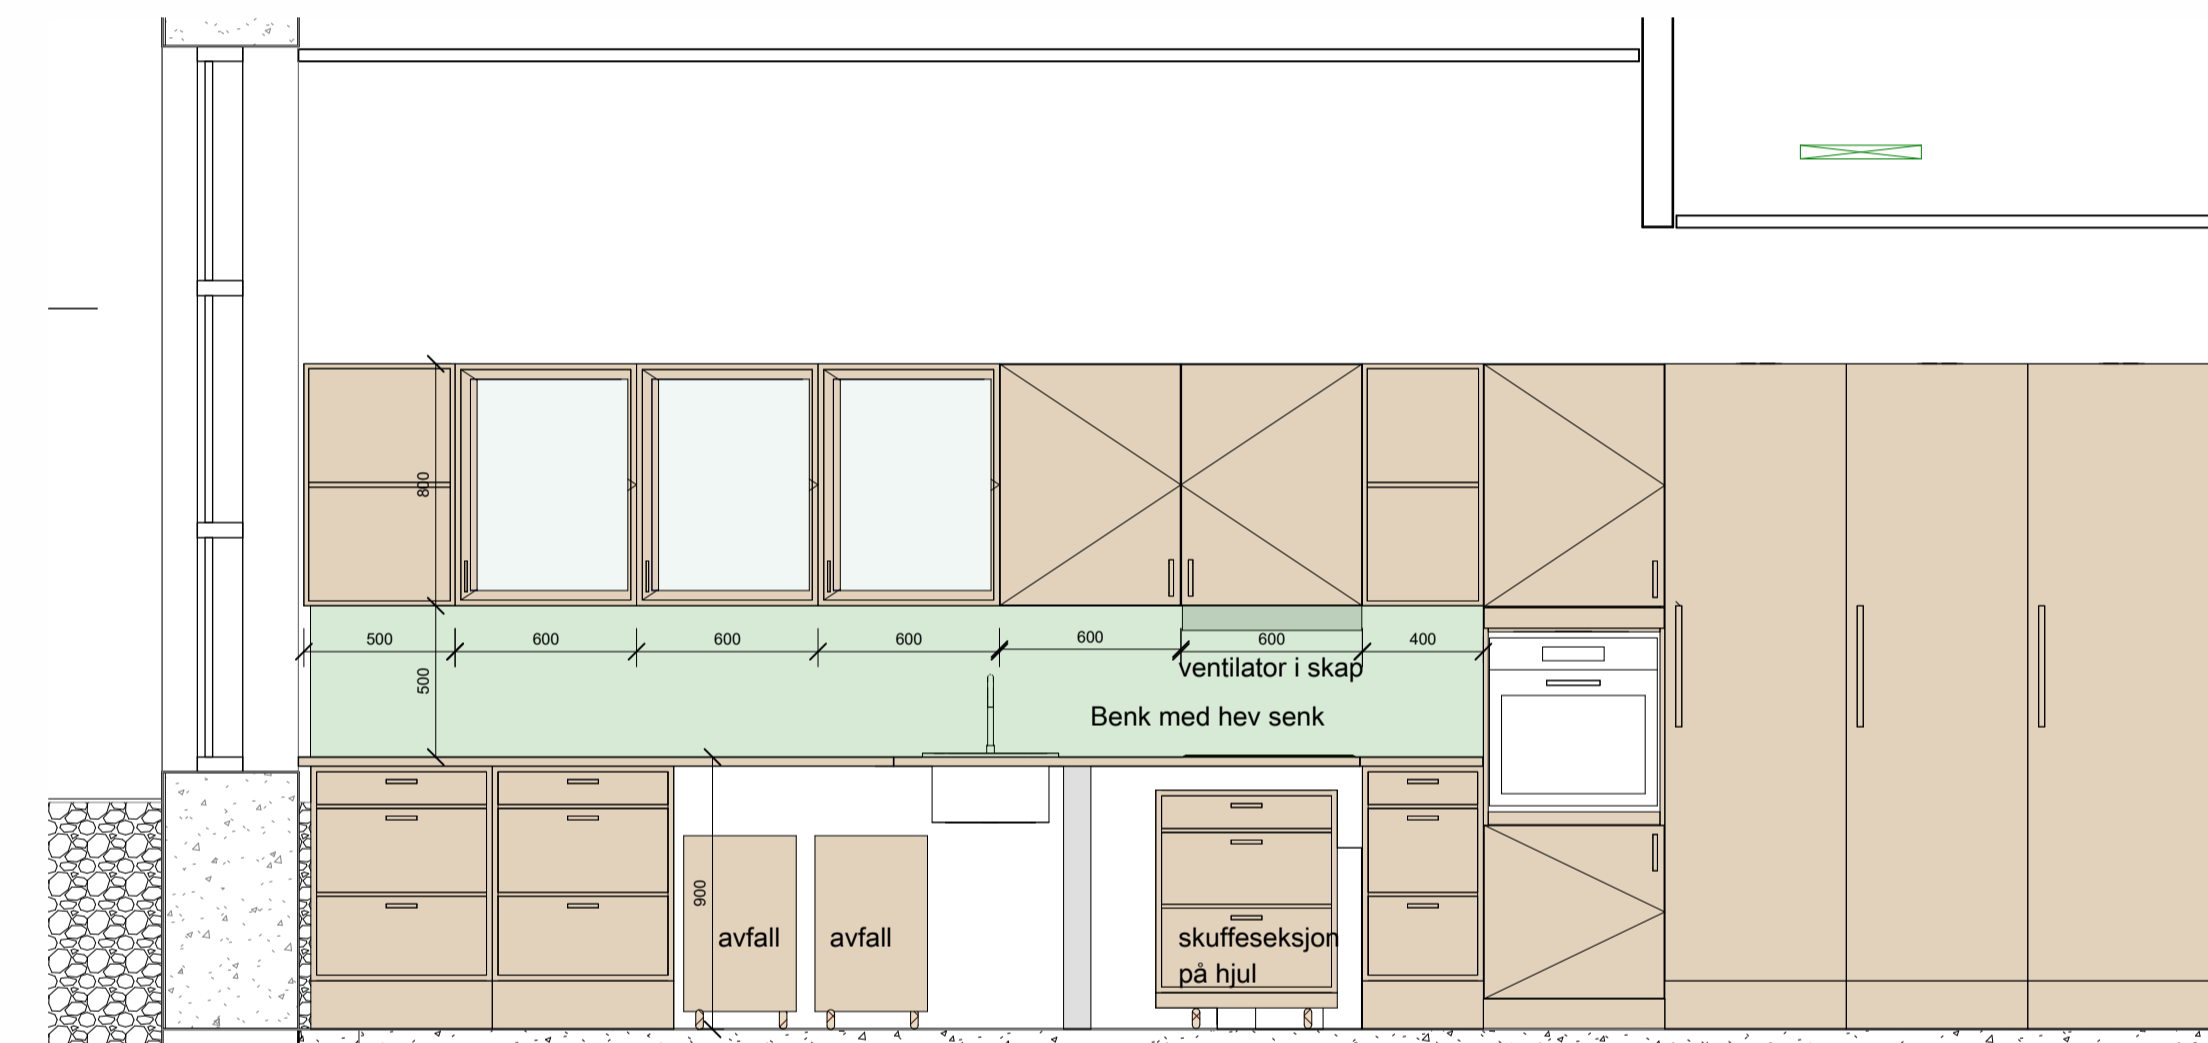 800
500 600 600 600 600 600 400
500
ventilator i skap
Benk med hev senk
900
avfall avfall
skuffeseksjon
på hjul